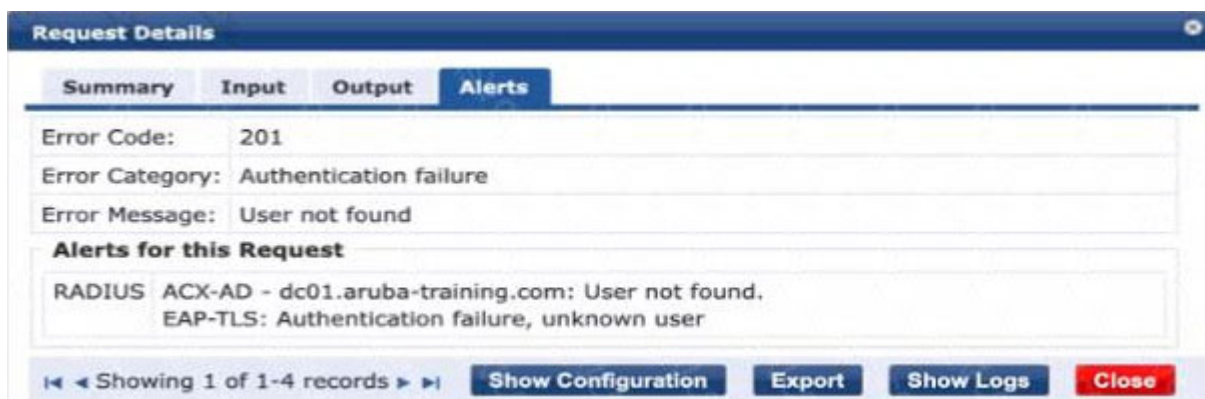 Request Details
Summary Input Output Alerts
Error Code: 201
Error Category: Authentication failure
Error Message: User not found
Alerts for this Request
RADIUS ACX-AD - dc01.aruba-training.com: User not found.
EAP-TLS: Authentication failure, unknown user
Showing 1 of 1-4 records Show Configuration Export Show Logs Close